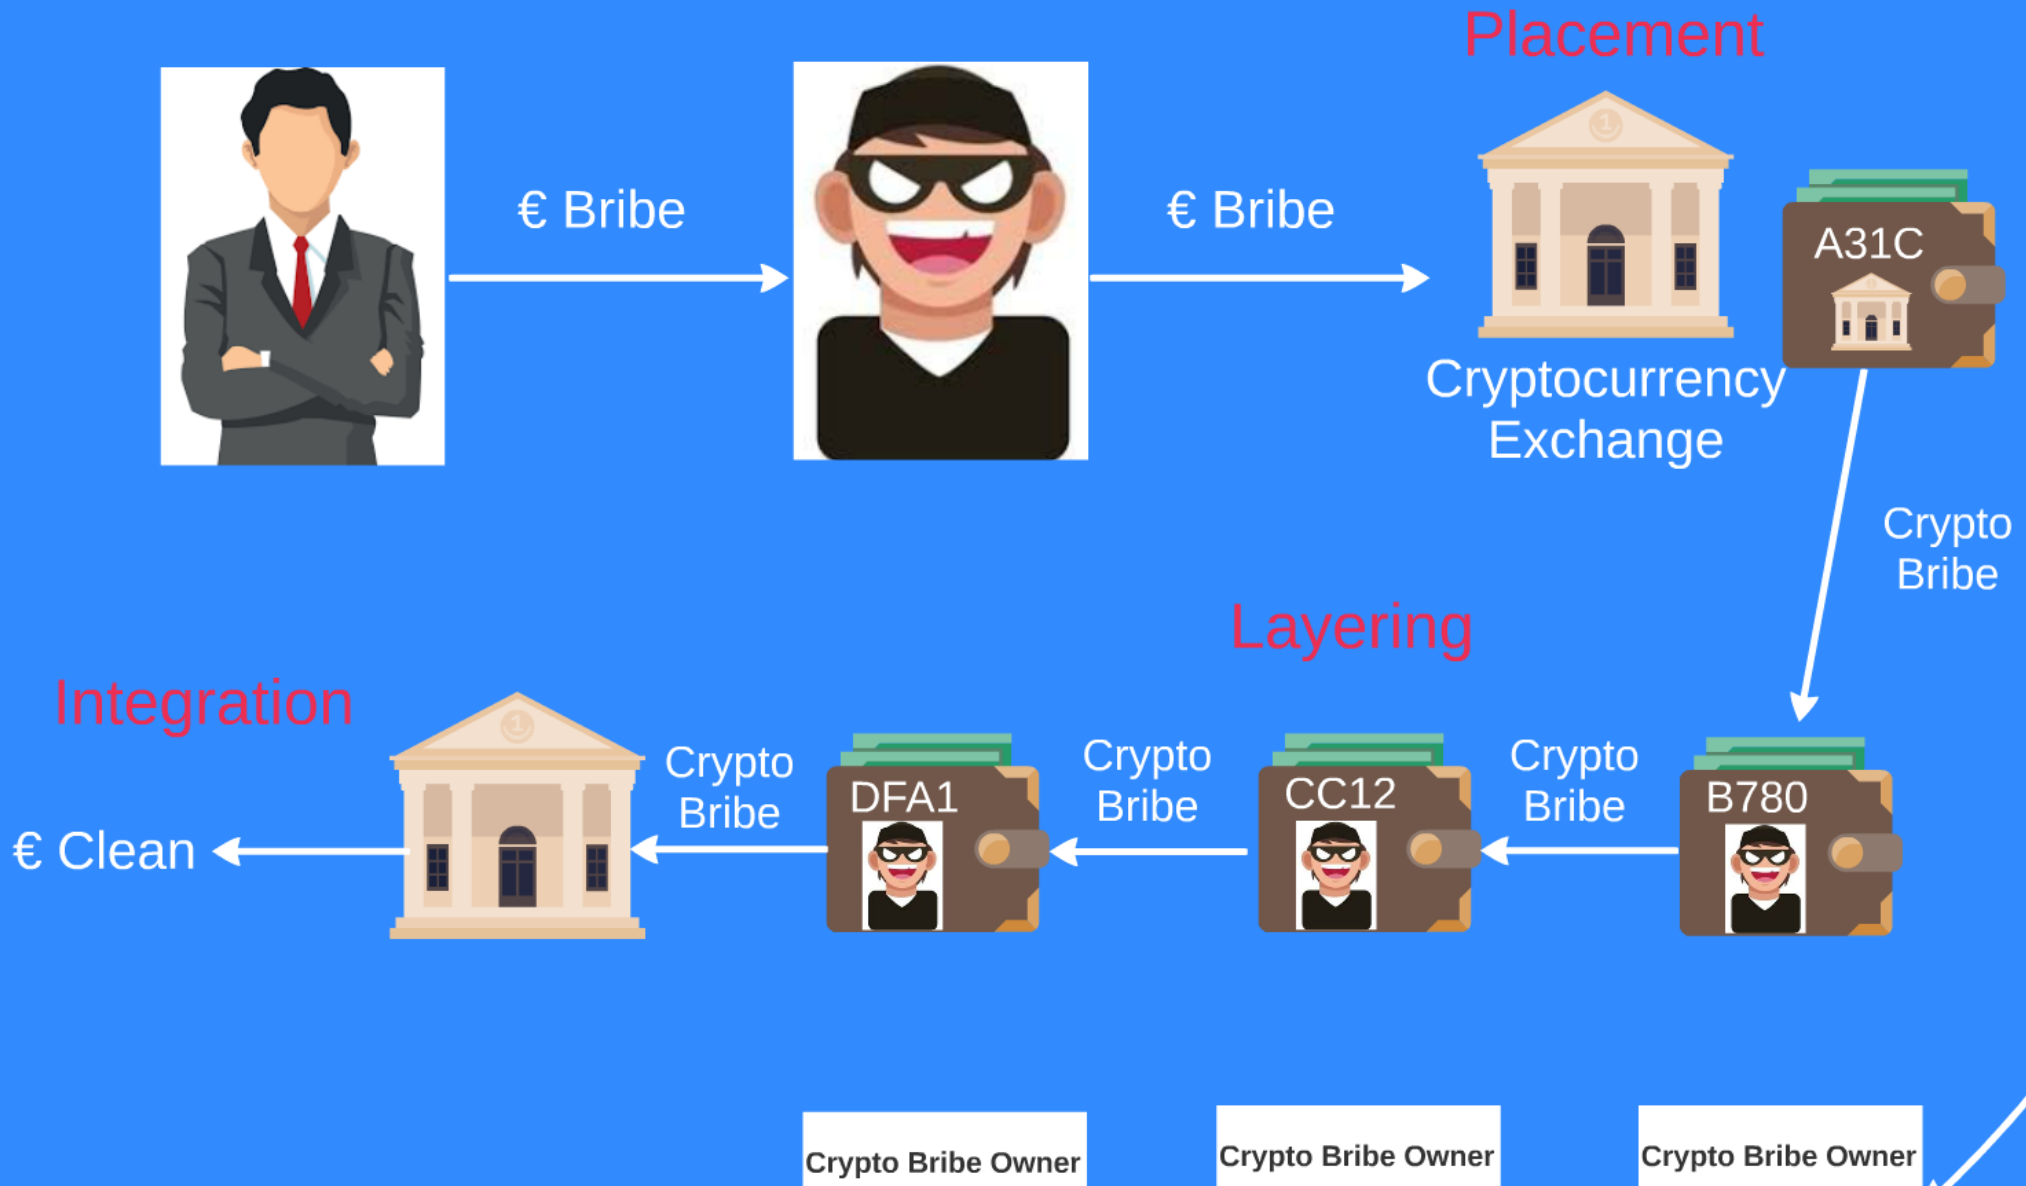 Placement
€ Bribe
€ Bribe
A31C
Cryptocurrency
Exchange
Crypto
Bribe
Layering
Integration
€ Clean
Crypto
Bribe
DFA1
Crypto
Bribe
CC12
Crypto
Bribe
B780
Crypto Bribe Owner
Crypto Bribe Owner
Crypto Bribe Owner